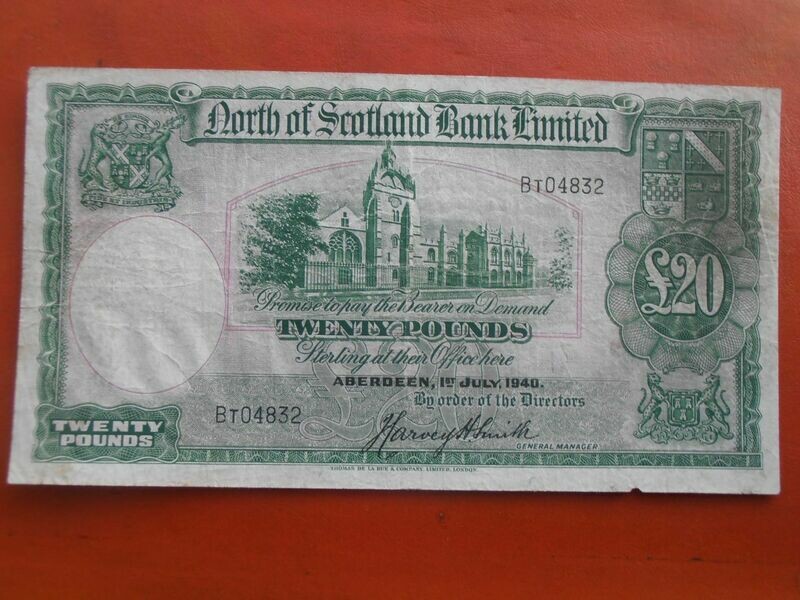 North of Scotland Bank Limited
BT04832
Promise to pay the Bearer on Demand
TWENTY POUNDS
£20
Sterling at their Office here
ABERDEEN, 1ST JULY, 1940.
By order of the Directors
BT04832
J Harvey H Smith
GENERAL MANAGER
TWENTY
POUNDS
THOMAS DE LA RUE & COMPANY, LIMITED, LONDON.